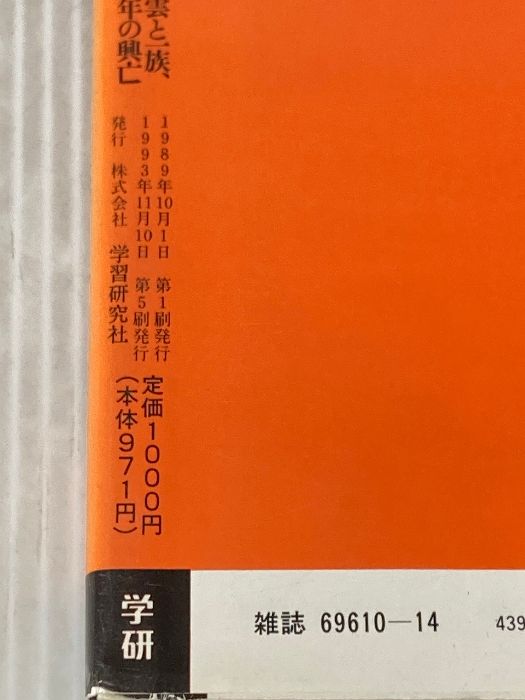 雲と一族、
年の興亡」
1989年10月1日 第1刷発行
1993年11月10日 第5刷発行
発行 株式会社 学習研究社
定価1000円
(本体971円)
学研
雑誌 69610—14
439